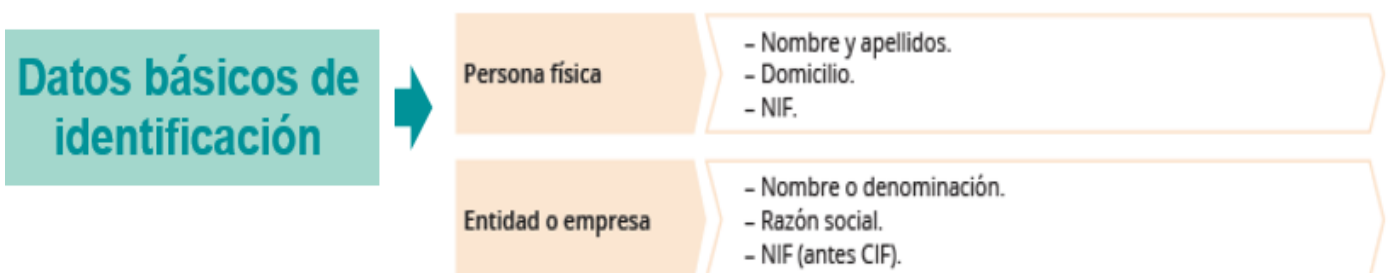 Datos básicos de
identificación
Persona física
– Nombre y apellidos.
– Domicilio.
– NIF.
Entidad o empresa
– Nombre o denominación.
– Razón social.
– NIF (antes CIF).